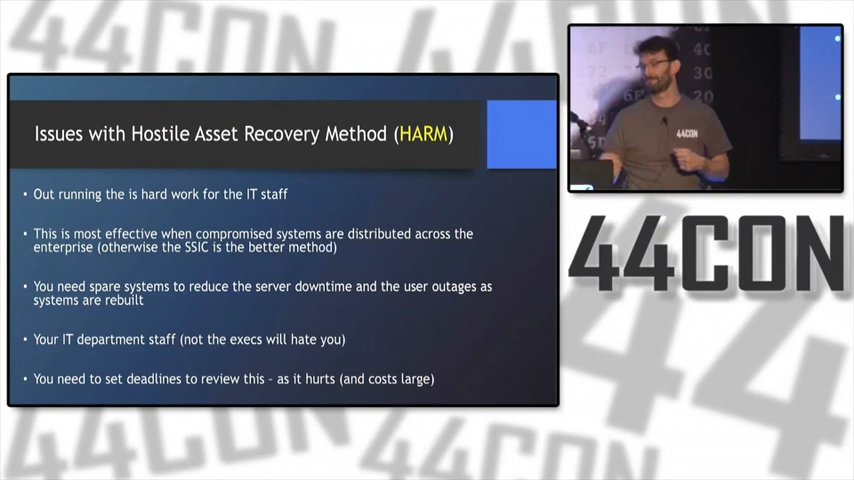 44CON
44CON
Issues with Hostile Asset Recovery Method (HARM)
• Out running the is hard work for the IT staff
• This is most effective when compromised systems are distributed across the
enterprise (otherwise the SSIC is the better method)
• You need spare systems to reduce the server downtime and the user outages as
systems are rebuilt
• Your IT department staff (not the execs will hate you)
• You need to set deadlines to review this – as it hurts (and costs large)
44CON
44CON
44CON
44CON